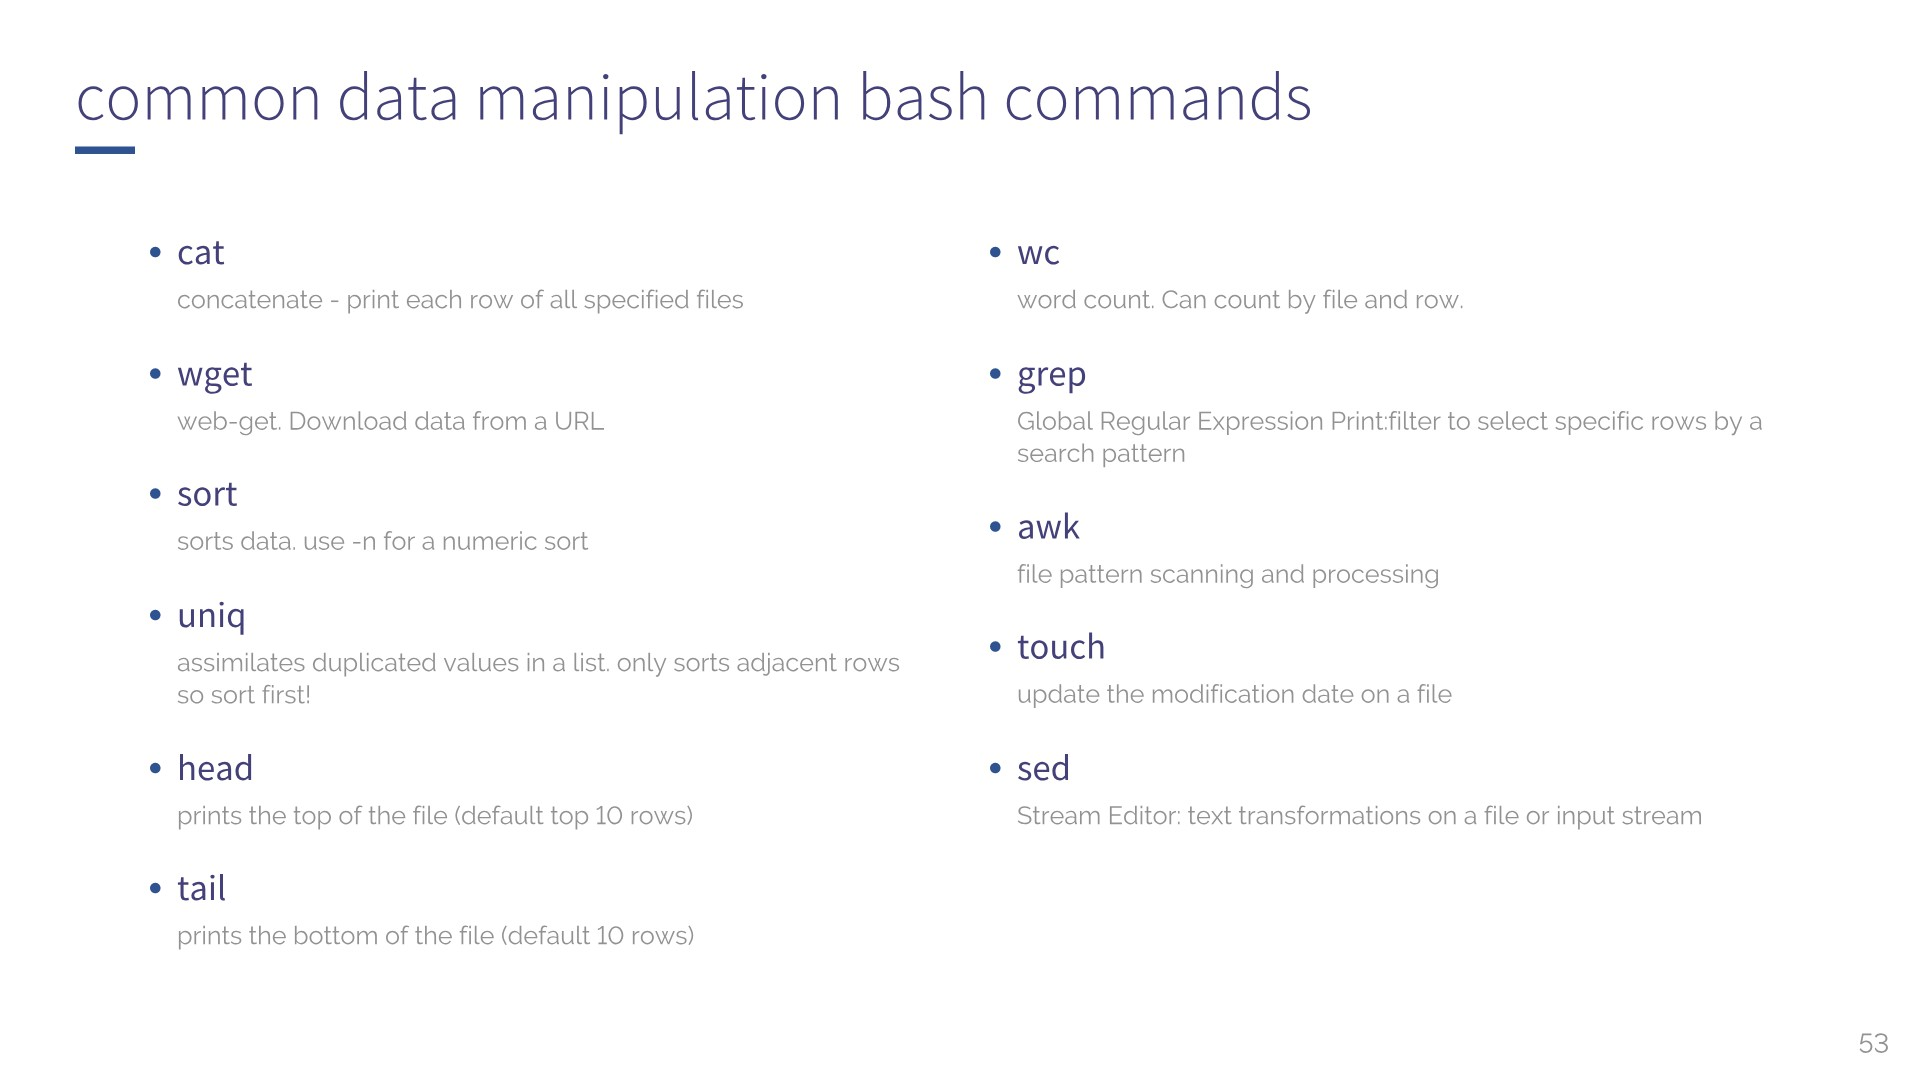 common data manipulation bash commands
• cat
concatenate - print each row of all specified files
• wget
web-get. Download data from a URL
• sort
sorts data. use -n for a numeric sort
• uniq
assimilates duplicated values in a list. only sorts adjacent rows
so sort first!
• head
prints the top of the file (default top 10 rows)
• tail
prints the bottom of the file (default 10 rows)
• wc
word count. Can count by file and row.
• grep
Global Regular Expression Print:filter to select specific rows by a
search pattern
• awk
file pattern scanning and processing
• touch
update the modification date on a file
• sed
Stream Editor: text transformations on a file or input stream
53